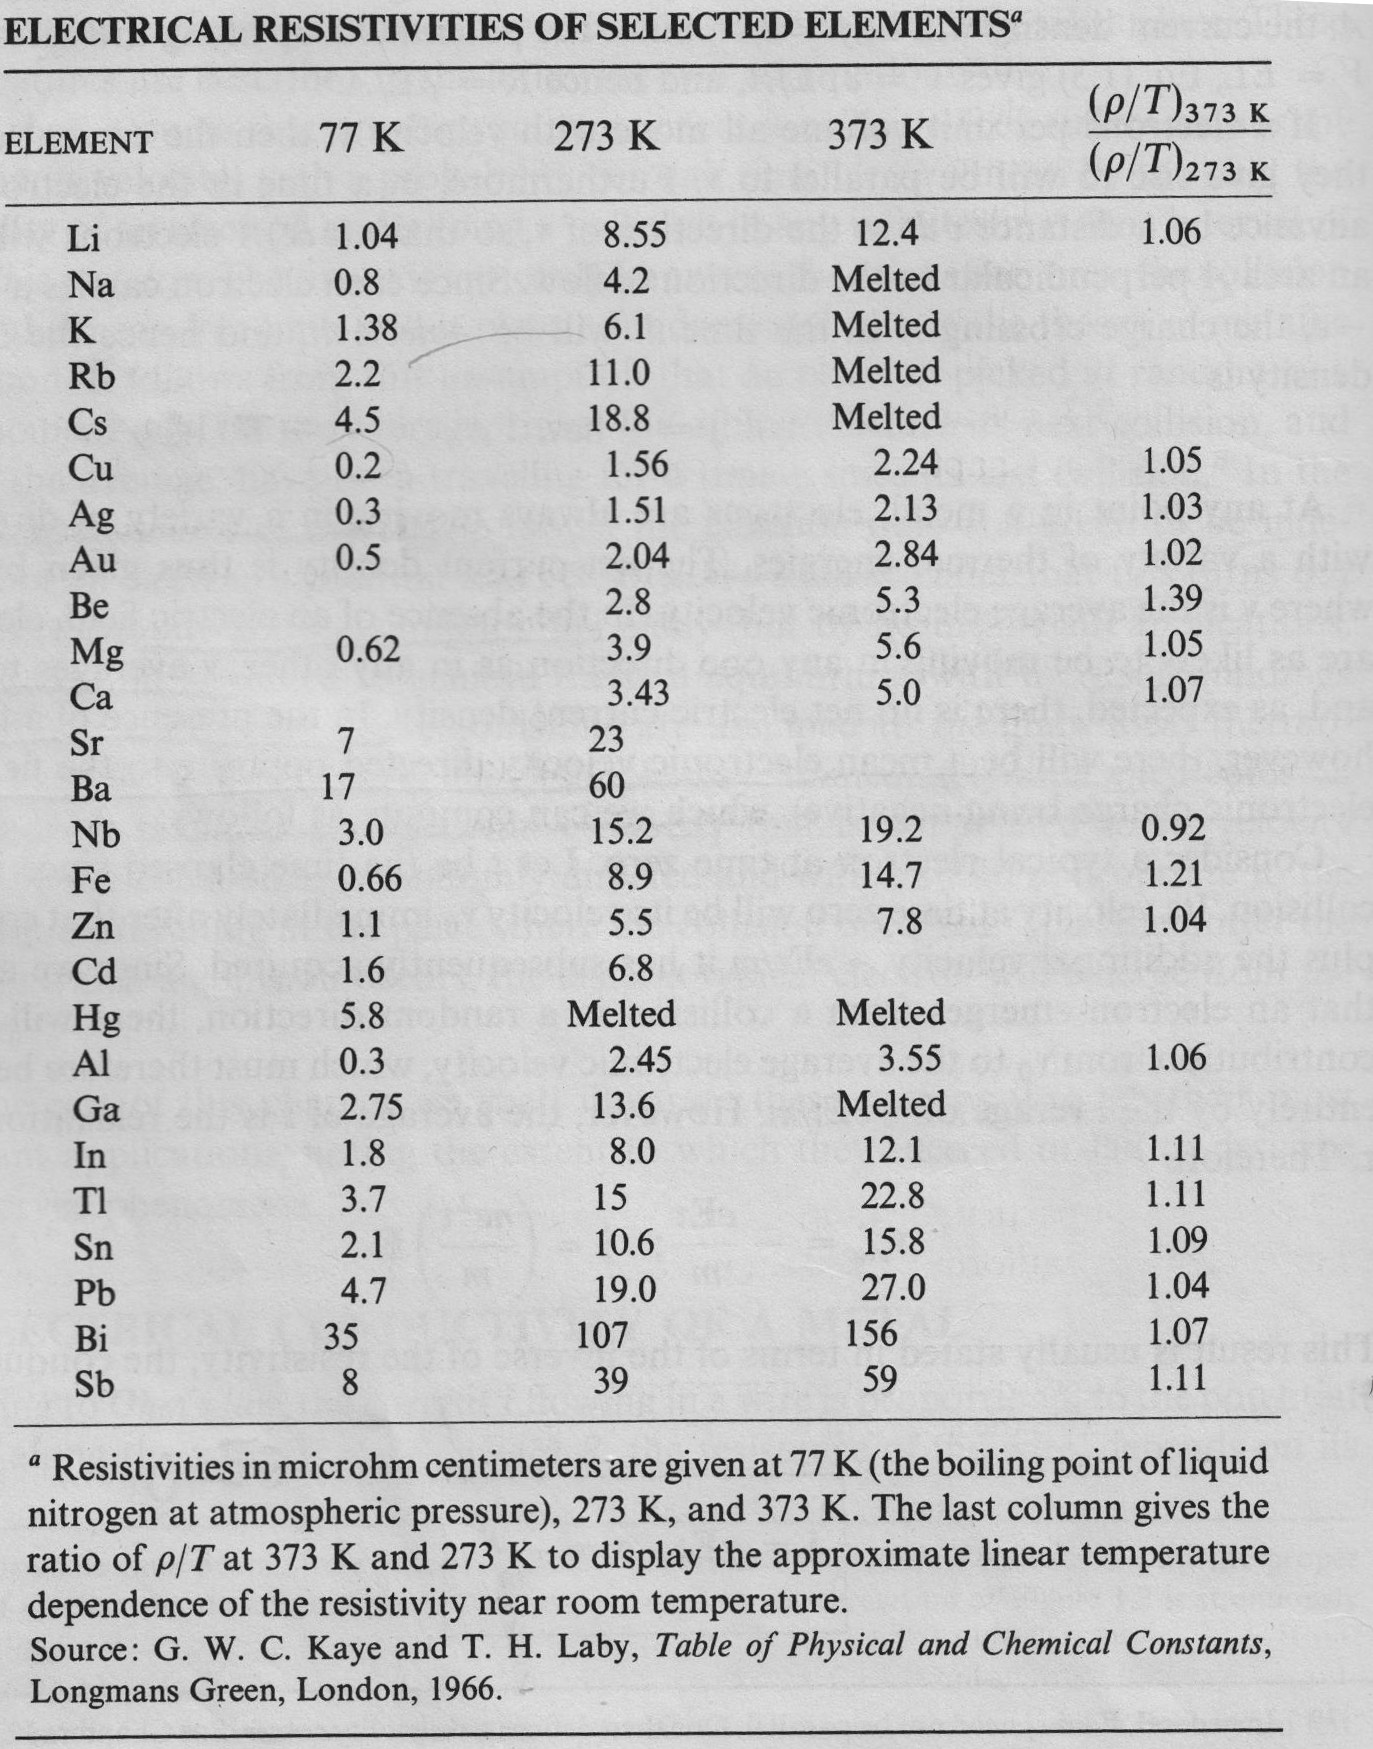 ELECTRICAL RESISTIVITIES OF SELECTED ELEMENTSᵃ
ELEMENT 77 K 273 K 373 K (ρ/T)373 K / (ρ/T)273 K
Li 1.04 8.55 12.4 1.06
Na 0.8 4.2 Melted
K 1.38 6.1 Melted
Rb 2.2 11.0 Melted
Cs 4.5 18.8 Melted
Cu 0.2 1.56 2.24 1.05
Ag 0.3 1.51 2.13 1.03
Au 0.5 2.04 2.84 1.02
Be 2.8 5.3 1.39
Mg 0.62 3.9 5.6 1.05
Ca 3.43 5.0 1.07
Sr 7 23
Ba 17 60
Nb 3.0 15.2 19.2 0.92
Fe 0.66 8.9 14.7 1.21
Zn 1.1 5.5 7.8 1.04
Cd 1.6 6.8
Hg 5.8 Melted Melted
Al 0.3 2.45 3.55 1.06
Ga 2.75 13.6 Melted
In 1.8 8.0 12.1 1.11
Tl 3.7 15 22.8 1.11
Sn 2.1 10.6 15.8 1.09
Pb 4.7 19.0 27.0 1.04
Bi 35 107 156 1.07
Sb 8 39 59 1.11
ᵃ Resistivities in microhm centimeters are given at 77 K (the boiling point of liquid
nitrogen at atmospheric pressure), 273 K, and 373 K. The last column gives the
ratio of ρ/T at 373 K and 273 K to display the approximate linear temperature
dependence of the resistivity near room temperature.
Source: G. W. C. Kaye and T. H. Laby, Table of Physical and Chemical Constants,
Longmans Green, London, 1966.